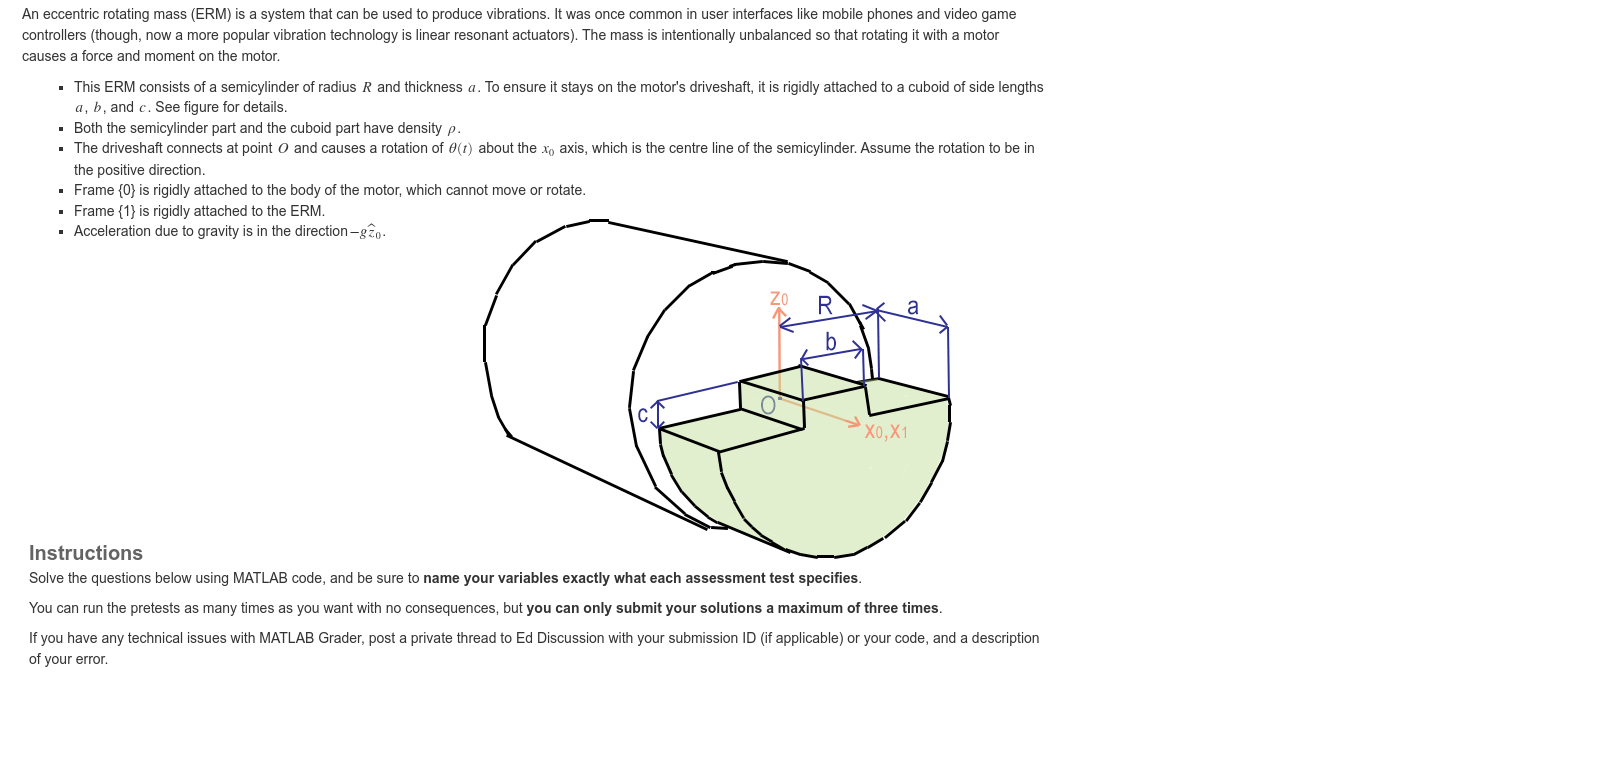 An eccentric rotating mass (ERM) is a system that can be used to produce vibrations. It was once common in user interfaces like mobile phones and video game
controllers (though, now a more popular vibration technology is linear resonant actuators). The mass is intentionally unbalanced so that rotating it with a motor
causes a force and moment on the motor.
▪ This ERM consists of a semicylinder of radius R and thickness a. To ensure it stays on the motor's driveshaft, it is rigidly attached to a cuboid of side lengths
a, b, and c. See figure for details.
▪ Both the semicylinder part and the cuboid part have density ρ.
▪ The driveshaft connects at point O and causes a rotation of θ(t) about the x₀ axis, which is the centre line of the semicylinder. Assume the rotation to be in
the positive direction.
▪ Frame {0} is rigidly attached to the body of the motor, which cannot move or rotate.
▪ Frame {1} is rigidly attached to the ERM.
▪ Acceleration due to gravity is in the direction −gẑ₀.
z0
R
a
b
c
O
x0,x1
Instructions
Solve the questions below using MATLAB code, and be sure to name your variables exactly what each assessment test specifies.
You can run the pretests as many times as you want with no consequences, but you can only submit your solutions a maximum of three times.
If you have any technical issues with MATLAB Grader, post a private thread to Ed Discussion with your submission ID (if applicable) or your code, and a description
of your error.